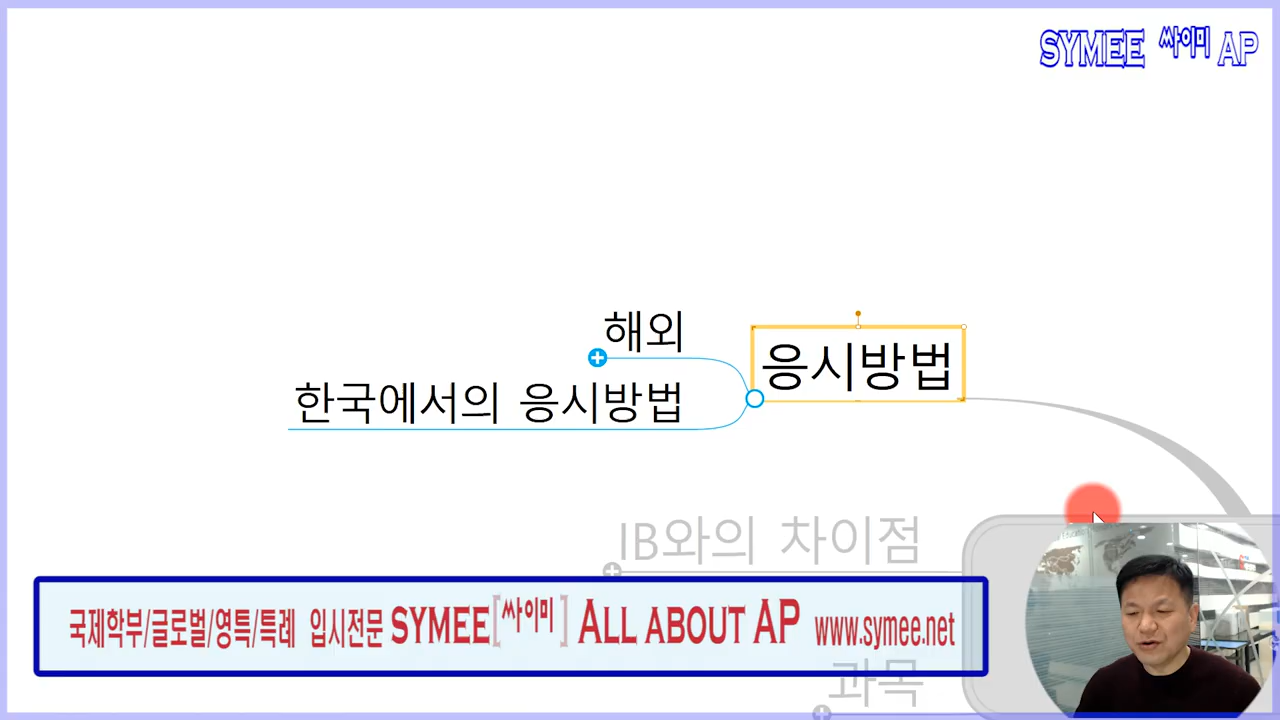 SYMEE 싸이미 AP
해외
응시방법
한국에서의 응시방법
IB와의 차이점
국제학부/글로벌/영특/특례 입시전문 SYMEE[싸이미] ALL ABOUT AP www.symee.net
과목